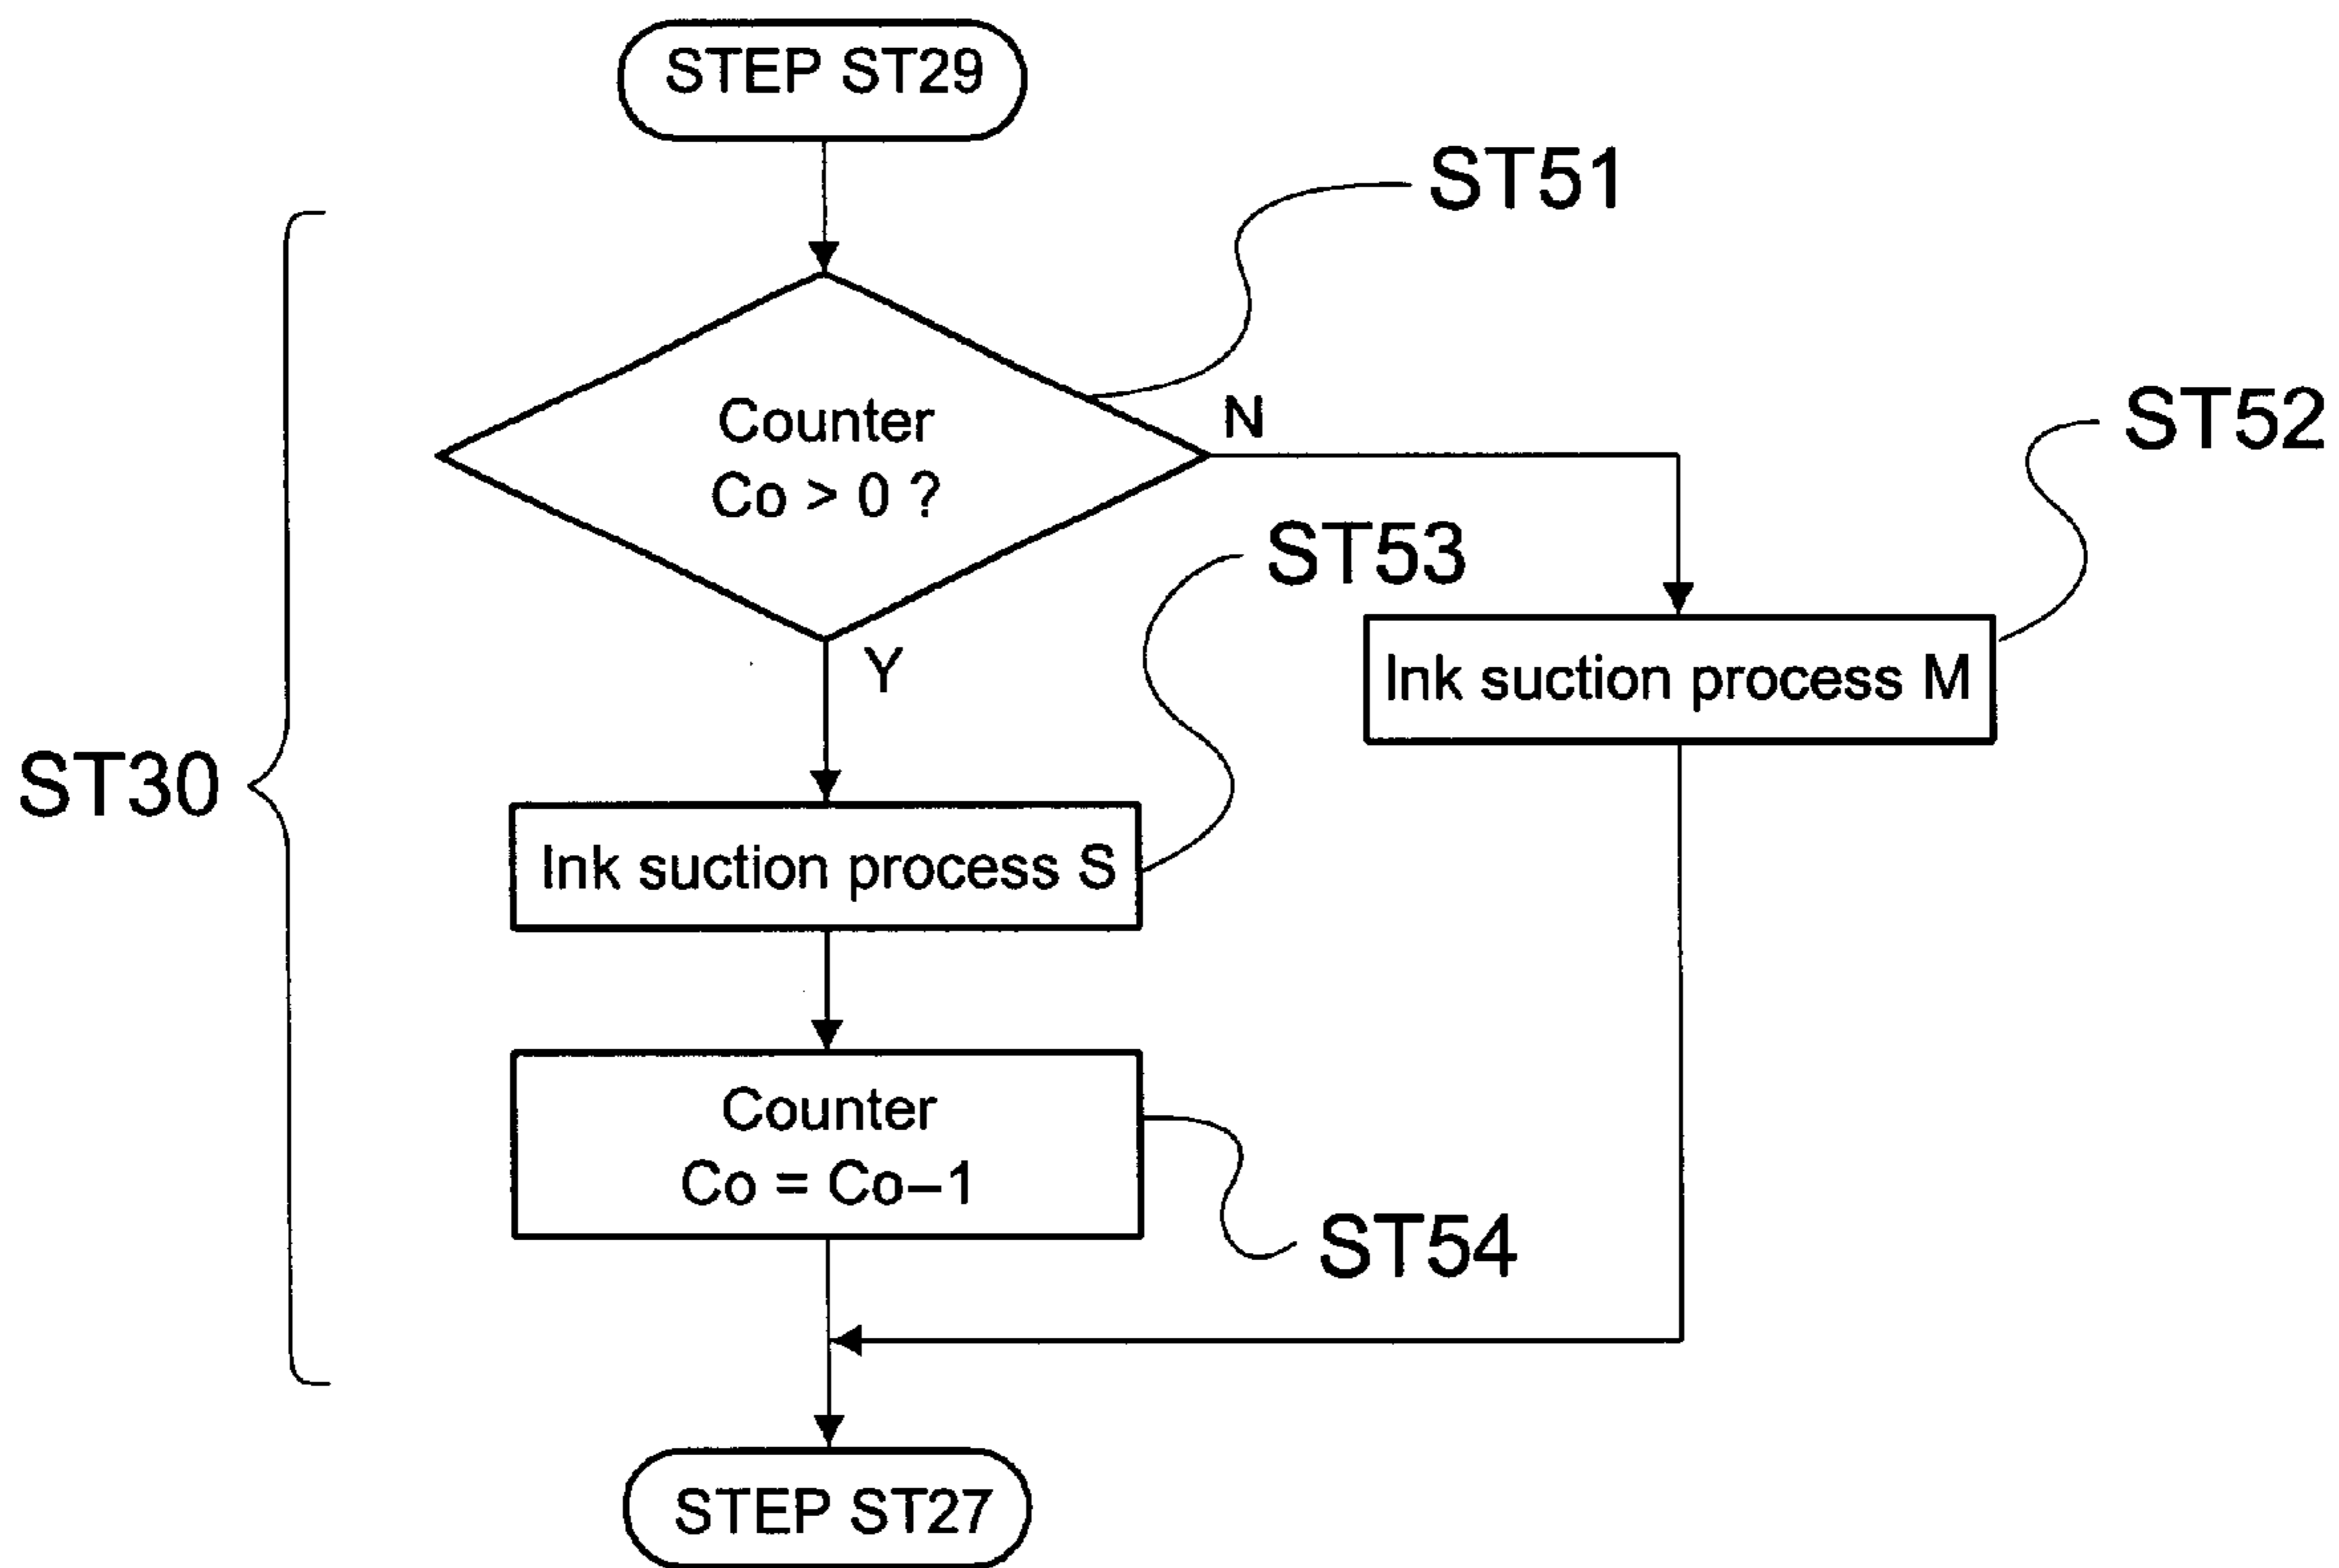 STEP ST29
ST51
Counter
Co > 0 ?
N
ST52
ST53
Y
Ink suction process M
ST30
Ink suction process S
Counter
Co = Co–1
ST54
STEP ST27